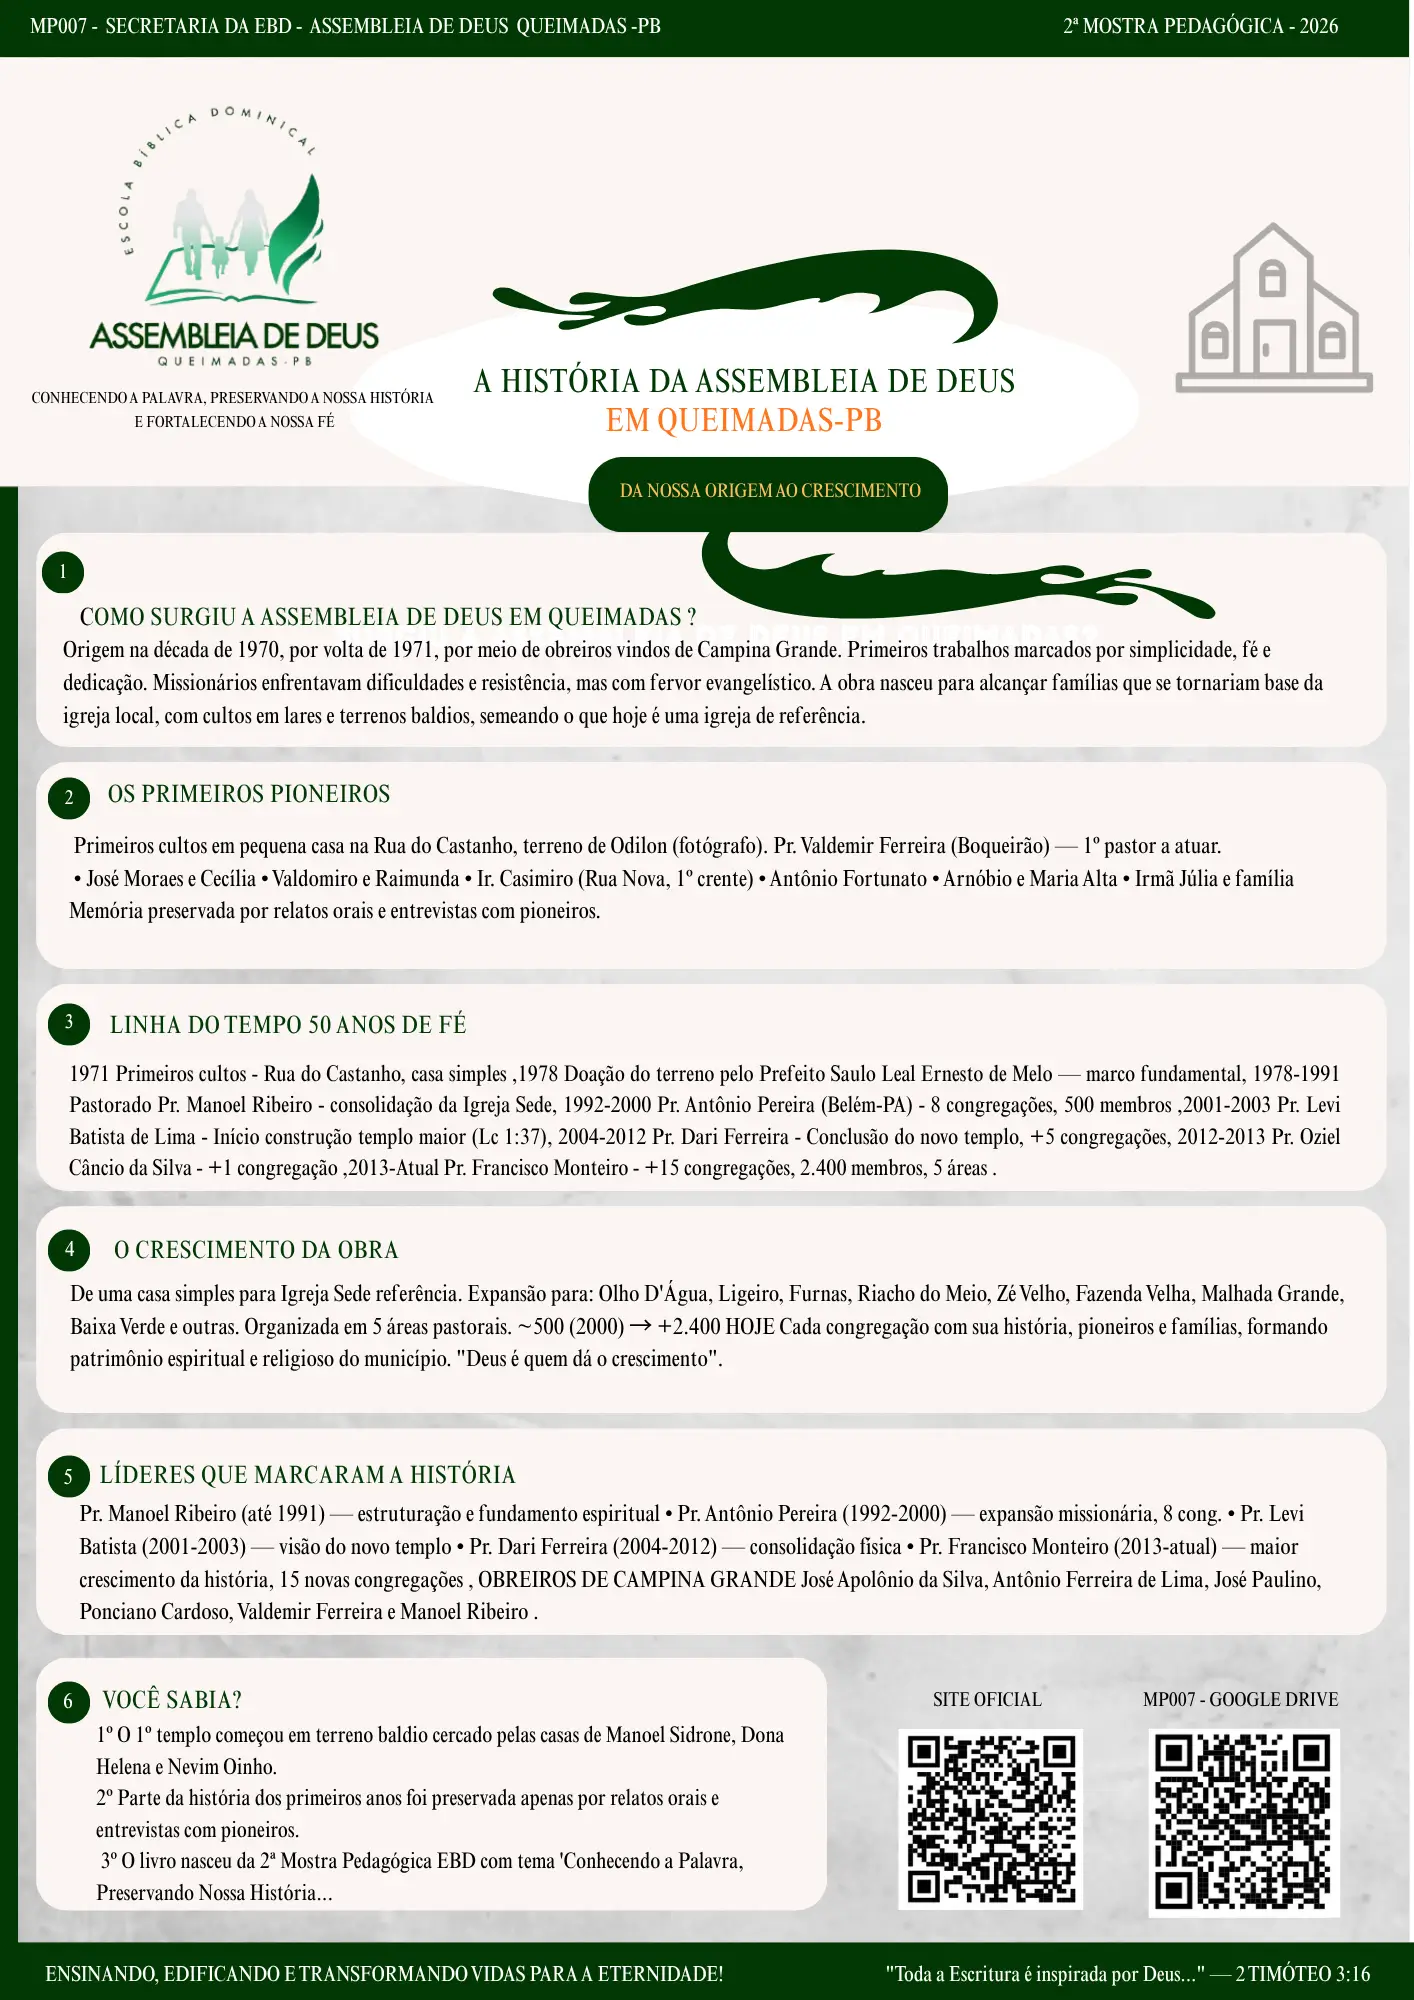 MP007 - SECRETARIA DA EBD - ASSEMBLEIA DE DEUS QUEIMADAS -PB
2ª MOSTRA PEDAGÓGICA - 2026
ESCOLA BÍBLICA DOMINICAL
ASSEMBLEIA DE DEUS
QUEIMADAS-PB
CONHECENDO A PALAVRA, PRESERVANDO A NOSSA HISTÓRIA
E FORTALECENDO A NOSSA FÉ
A HISTÓRIA DA ASSEMBLEIA DE DEUS
EM QUEIMADAS-PB
DA NOSSA ORIGEM AO CRESCIMENTO
1
COMO SURGIU A ASSEMBLEIA DE DEUS EM QUEIMADAS ?
Origem na década de 1970, por volta de 1971, por meio de obreiros vindos de Campina Grande. Primeiros trabalhos marcados por simplicidade, fé e
dedicação. Missionários enfrentavam dificuldades e resistência, mas com fervor evangelístico. A obra nasceu para alcançar famílias que se tornariam base da
igreja local, com cultos em lares e terrenos baldios, semeando o que hoje é uma igreja de referência.
2
OS PRIMEIROS PIONEIROS
Primeiros cultos em pequena casa na Rua do Castanho, terreno de Odilon (fotógrafo). Pr. Valdemir Ferreira (Boqueirão) — 1º pastor a atuar.
• José Moraes e Cecília • Valdomiro e Raimunda • Ir. Casimiro (Rua Nova, 1º crente) • Antônio Fortunato • Arnóbio e Maria Alta • Irmã Júlia e família
Memória preservada por relatos orais e entrevistas com pioneiros.
3
LINHA DO TEMPO 50 ANOS DE FÉ
1971 Primeiros cultos - Rua do Castanho, casa simples ,1978 Doação do terreno pelo Prefeito Saulo Leal Ernesto de Melo — marco fundamental, 1978-1991
Pastorado Pr. Manoel Ribeiro - consolidação da Igreja Sede, 1992-2000 Pr. Antônio Pereira (Belém-PA) - 8 congregações, 500 membros ,2001-2003 Pr. Levi
Batista de Lima - Início construção templo maior (Lc 1:37), 2004-2012 Pr. Dari Ferreira - Conclusão do novo templo, +5 congregações, 2012-2013 Pr. Oziel
Câncio da Silva - +1 congregação ,2013-Atual Pr. Francisco Monteiro - +15 congregações, 2.400 membros, 5 áreas .
4
O CRESCIMENTO DA OBRA
De uma casa simples para Igreja Sede referência. Expansão para: Olho D'Água, Ligeiro, Furnas, Riacho do Meio, Zé Velho, Fazenda Velha, Malhada Grande,
Baixa Verde e outras. Organizada em 5 áreas pastorais. ~500 (2000) → +2.400 HOJE Cada congregação com sua história, pioneiros e famílias, formando
patrimônio espiritual e religioso do município. "Deus é quem dá o crescimento".
5
LÍDERES QUE MARCARAM A HISTÓRIA
Pr. Manoel Ribeiro (até 1991) — estruturação e fundamento espiritual • Pr. Antônio Pereira (1992-2000) — expansão missionária, 8 cong. • Pr. Levi
Batista (2001-2003) — visão do novo templo • Pr. Dari Ferreira (2004-2012) — consolidação física • Pr. Francisco Monteiro (2013-atual) — maior
crescimento da história, 15 novas congregações , OBREIROS DE CAMPINA GRANDE José Apolônio da Silva, Antônio Ferreira de Lima, José Paulino,
Ponciano Cardoso, Valdemir Ferreira e Manoel Ribeiro .
6
VOCÊ SABIA?
1º O 1º templo começou em terreno baldio cercado pelas casas de Manoel Sidrone, Dona
Helena e Nevim Oinho.
2º Parte da história dos primeiros anos foi preservada apenas por relatos orais e
entrevistas com pioneiros.
3º O livro nasceu da 2ª Mostra Pedagógica EBD com tema 'Conhecendo a Palavra,
Preservando Nossa História...
SITE OFICIAL
MP007 - GOOGLE DRIVE
ENSINANDO, EDIFICANDO E TRANSFORMANDO VIDAS PARA A ETERNIDADE!
"Toda a Escritura é inspirada por Deus..." — 2 TIMÓTEO 3:16